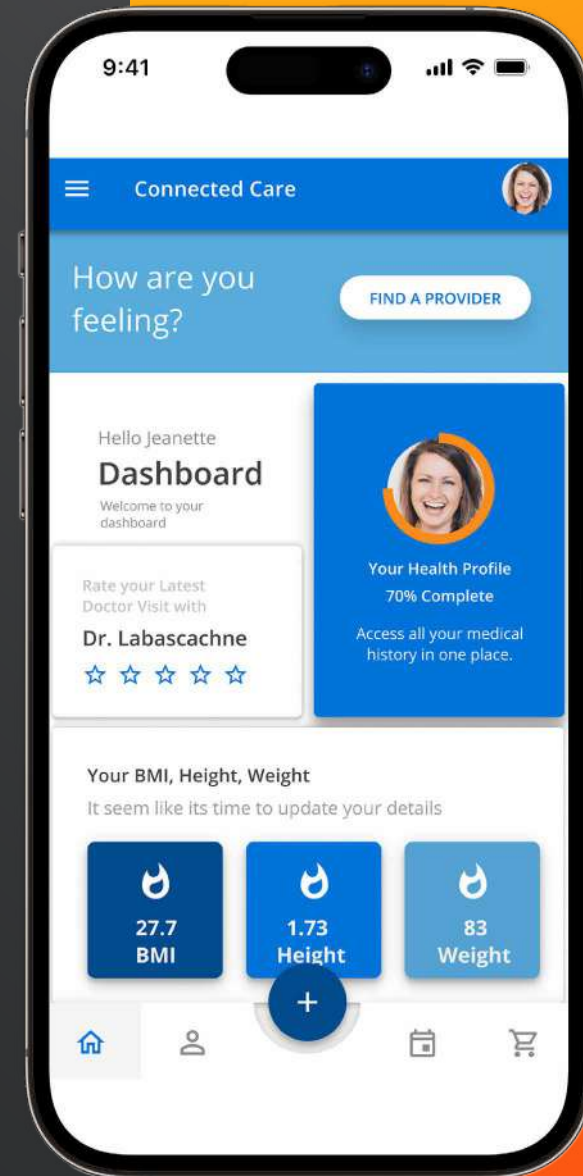 9:41
Connected Care
How are you
feeling?
FIND A PROVIDER
Hello Jeanette
Dashboard
Welcome to your
dashboard
Rate your Latest
Doctor Visit with
Dr. Labascachne
Your Health Profile
70% Complete
Access all your medical
history in one place.
Your BMI, Height, Weight
It seem like its time to update your details
27.7
BMI
1.73
Height
83
Weight
+